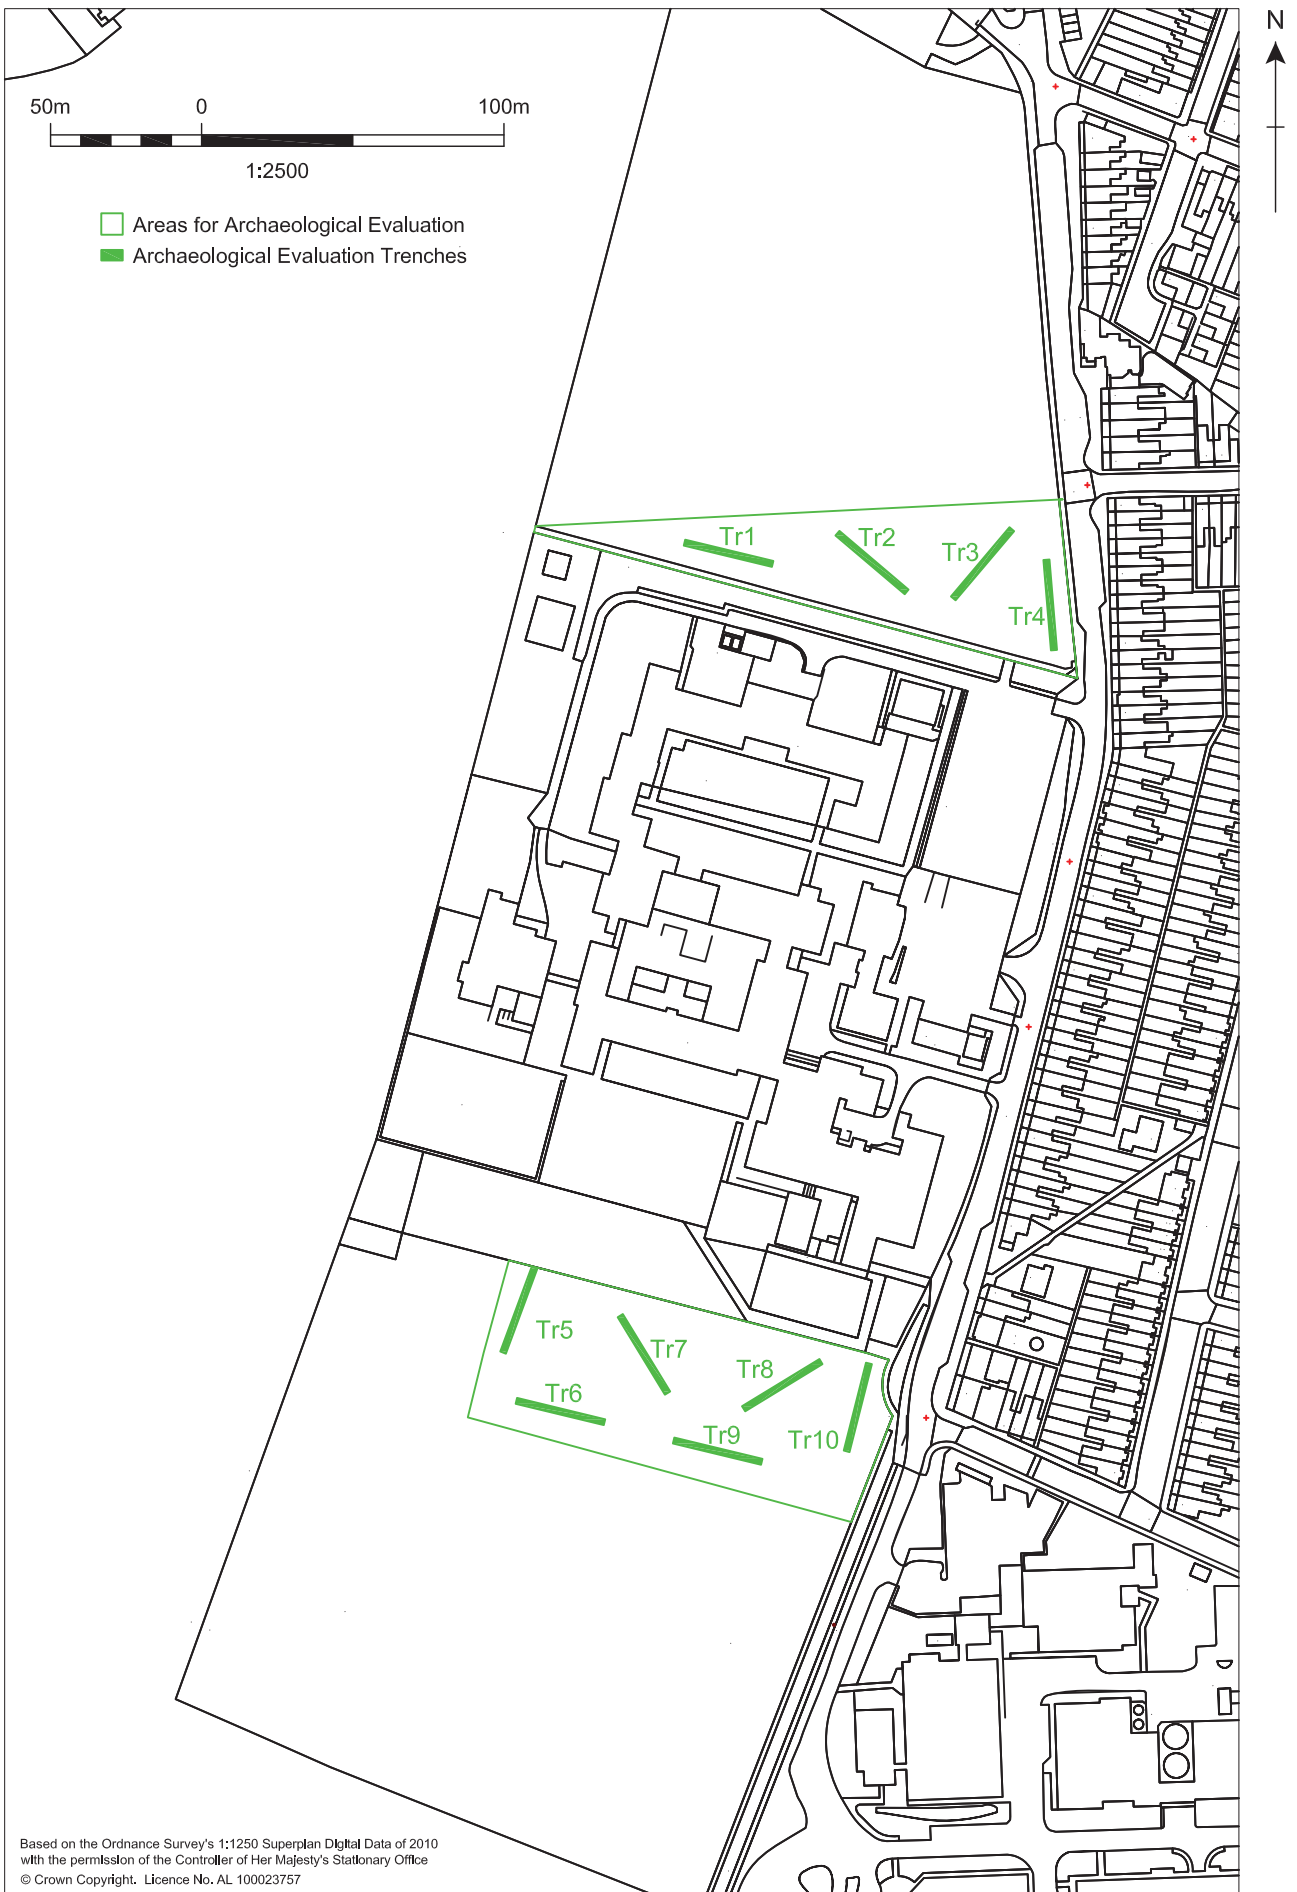 N
50m 0 100m
1:2500
Areas for Archaeological Evaluation
Archaeological Evaluation Trenches
Tr1
Tr2
Tr3
Tr4
Tr5
Tr7
Tr8
Tr6
Tr9
Tr10
Based on the Ordnance Survey's 1:1250 Superplan Digital Data of 2010
with the permission of the Controller of Her Majesty's Stationary Office
© Crown Copyright. Licence No. AL 100023757